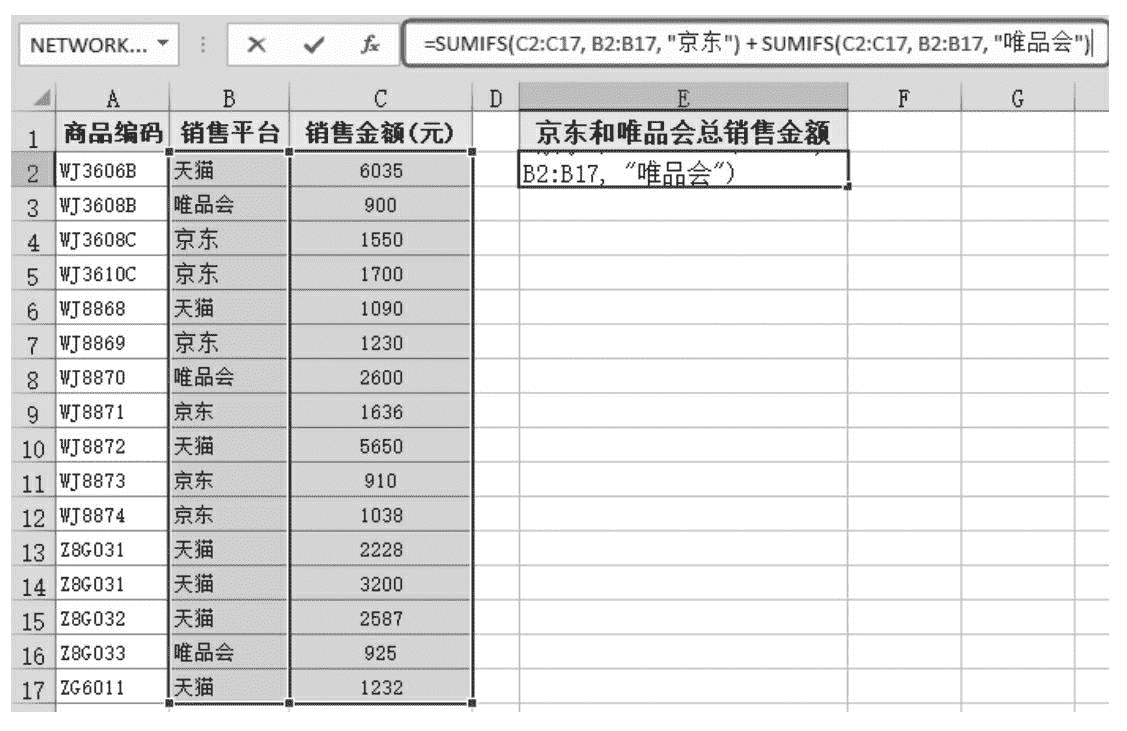 NETWORK... =SUMIFS(C2:C17, B2:B17, "京东") + SUMIFS(C2:C17, B2:B17, "唯品会")
A B C D E F G
1 商品编码 销售平台 销售金额(元) 京东和唯品会总销售金额
2 WJ3606B 天猫 6035 B2:B17, "唯品会")
3 WJ3608B 唯品会 900
4 WJ3608C 京东 1550
5 WJ3610C 京东 1700
6 WJ8868 天猫 1090
7 WJ8869 京东 1230
8 WJ8870 唯品会 2600
9 WJ8871 京东 1636
10 WJ8872 天猫 5650
11 WJ8873 京东 910
12 WJ8874 京东 1038
13 Z8G031 天猫 2228
14 Z8G031 天猫 3200
15 Z8G032 天猫 2587
16 Z8G033 唯品会 925
17 ZG6011 天猫 1232